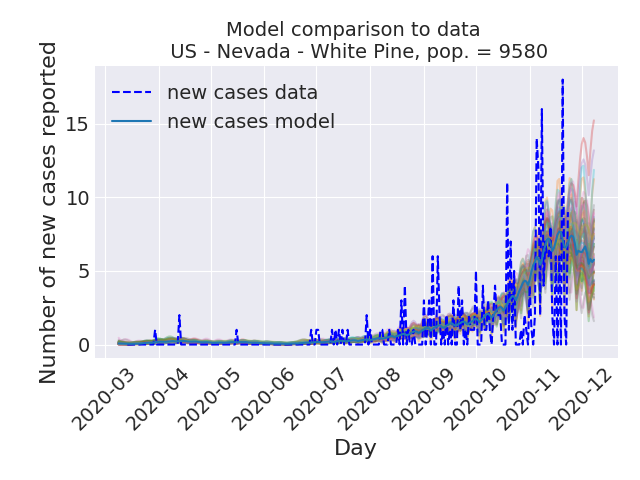 Model comparison to data
US - Nevada - White Pine, pop. = 9580
new cases data
new cases model
Number of new cases reported
15
10
5
0
2020-03
2020-04
2020-05
2020-06
2020-07
2020-08
2020-09
2020-10
2020-11
2020-12
Day